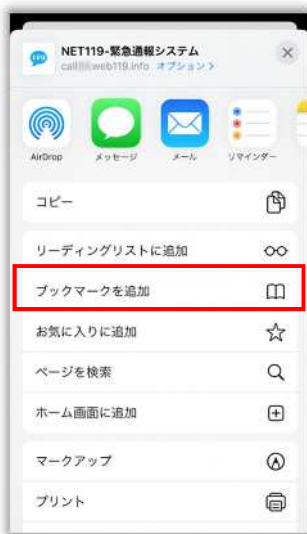 NET119-緊急通報システム
call web119.info オプション >
AirDrop メッセージ メール リマインダー
コピー
リーディングリストに追加
ブックマークを追加
お気に入りに追加
ページを検索
ホーム画面に追加
マークアップ
プリント